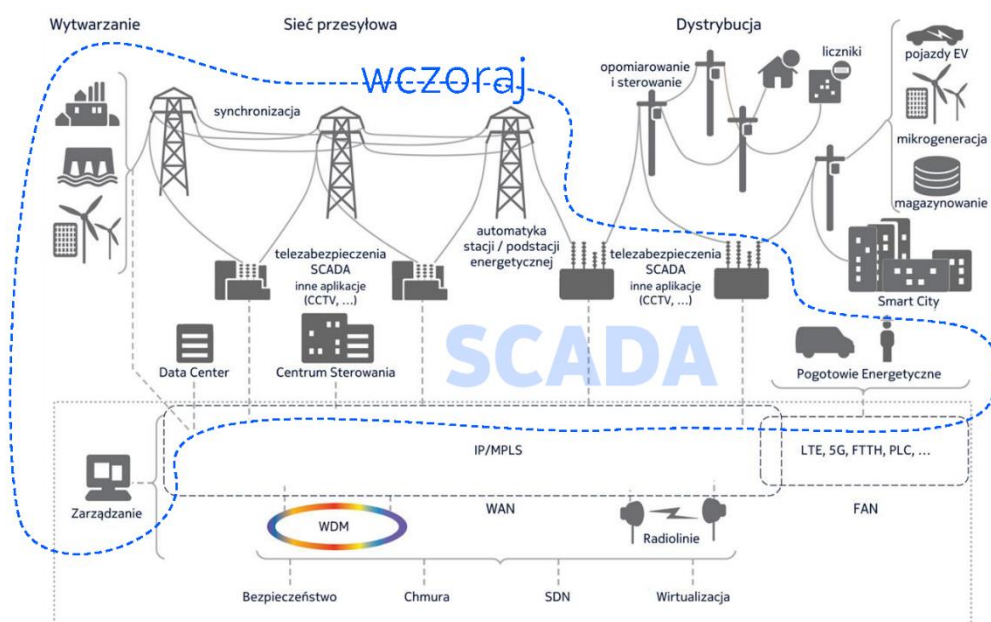 Wytwarzanie
Sieć przesyłowa
Dystrybucja
wczoraj
synchronizacja
opomiarowanie
i sterowanie
liczniki
pojazdy EV
mikrogeneracja
magazynowanie
automatyka
stacji / podstacji
energetycznej
telezabezpieczenia
SCADA
inne aplikacje
(CCTV, ...)
telezabezpieczenia
SCADA
inne aplikacje
(CCTV, ...)
Smart City
SCADA
Data Center
Centrum Sterowania
Pogotowie Energetyczne
IP/MPLS
LTE, 5G, FTTH, PLC, ...
Zarządzanie
WDM
WAN
Radiolinie
FAN
Bezpieczeństwo
Chmura
SDN
Wirtualizacja